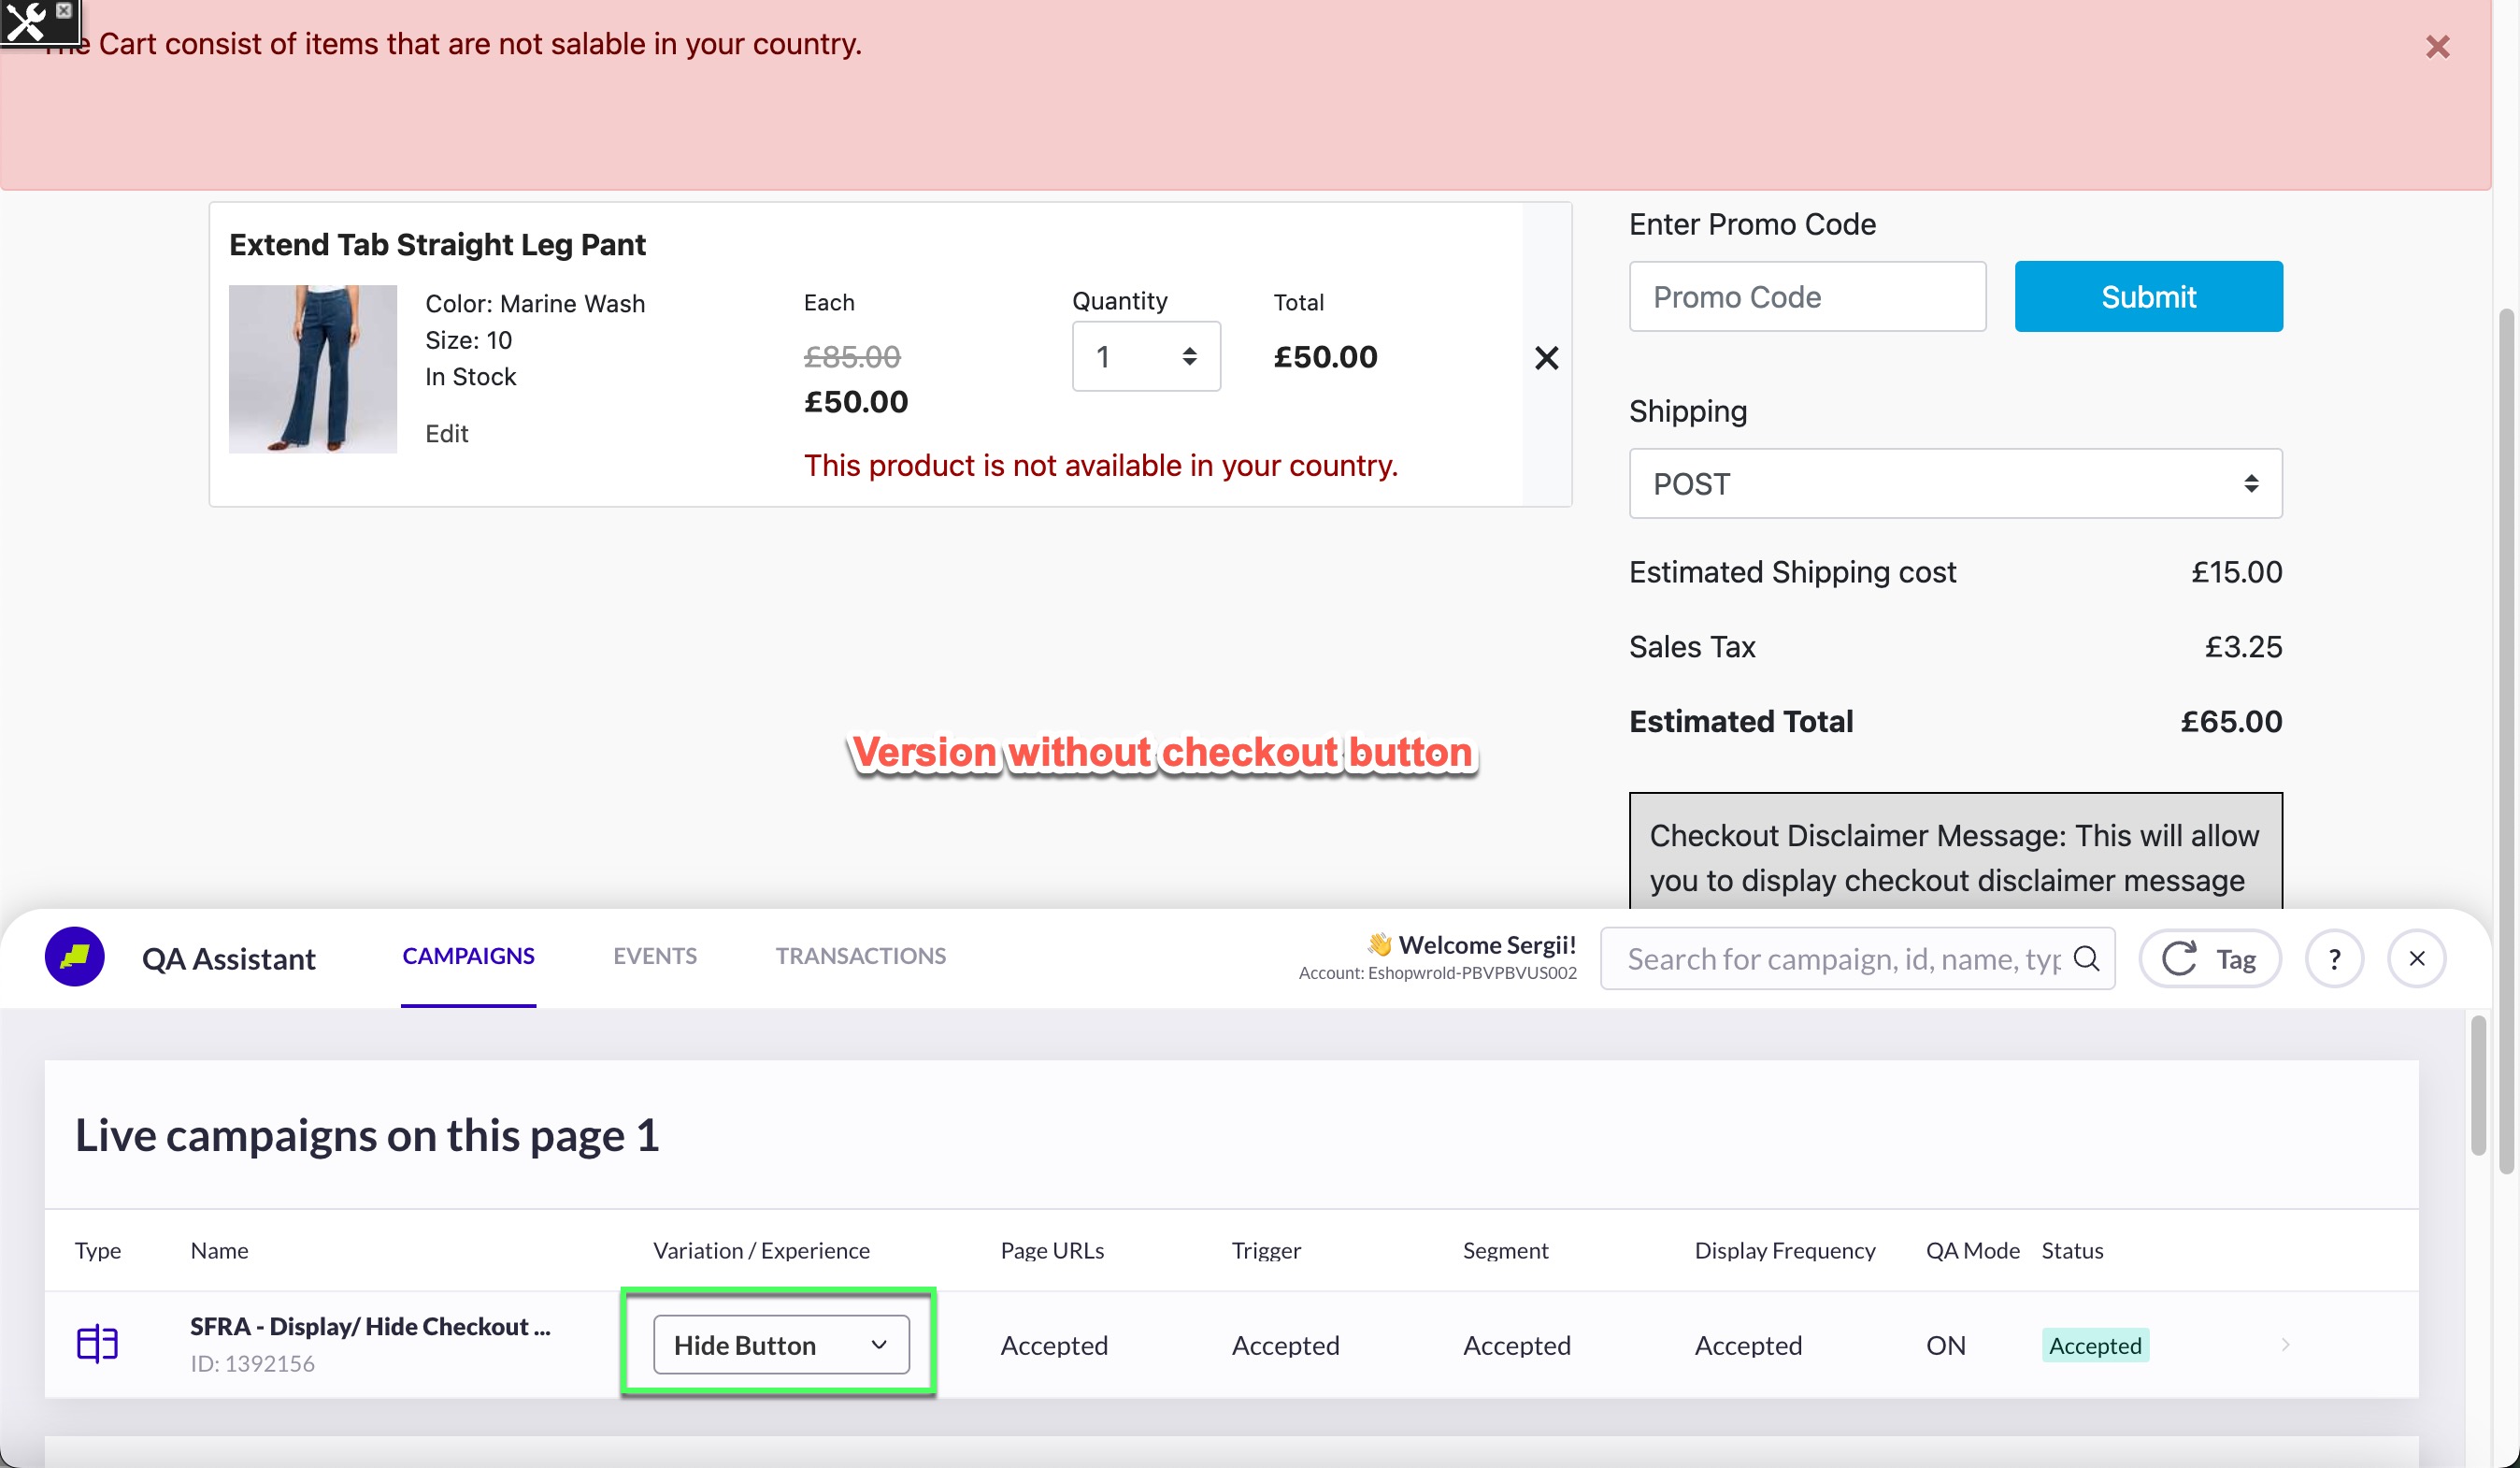 The Cart consist of items that are not salable in your country.
Extend Tab Straight Leg Pant
Color: Marine Wash
Size: 10
In Stock
Edit
Each
£85.00
£50.00
Quantity
1
Total
£50.00
This product is not available in your country.
Enter Promo Code
Promo Code
Submit
Shipping
POST
Estimated Shipping cost £15.00
Sales Tax £3.25
Estimated Total £65.00
Version without checkout button
Checkout Disclaimer Message: This will allow
you to display checkout disclaimer message
QA Assistant
CAMPAIGNS
EVENTS
TRANSACTIONS
👋 Welcome Sergii!
Account: Eshopwrold-PBVPBVUS002
Search for campaign, id, name, typ
Tag
?
Live campaigns on this page 1
Type Name Variation / Experience Page URLs Trigger Segment Display Frequency QA Mode Status
SFRA - Display/ Hide Checkout ...
ID: 1392156
Hide Button
Accepted Accepted Accepted Accepted ON Accepted